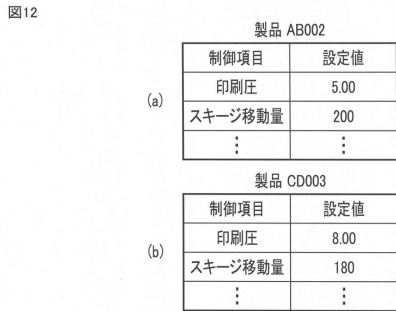 図12
製品 AB002
制御項目 設定値
(a)
印刷圧 5.00
スキージ移動量 200
⋮ ⋮
製品 CD003
制御項目 設定値
(b)
印刷圧 8.00
スキージ移動量 180
⋮ ⋮